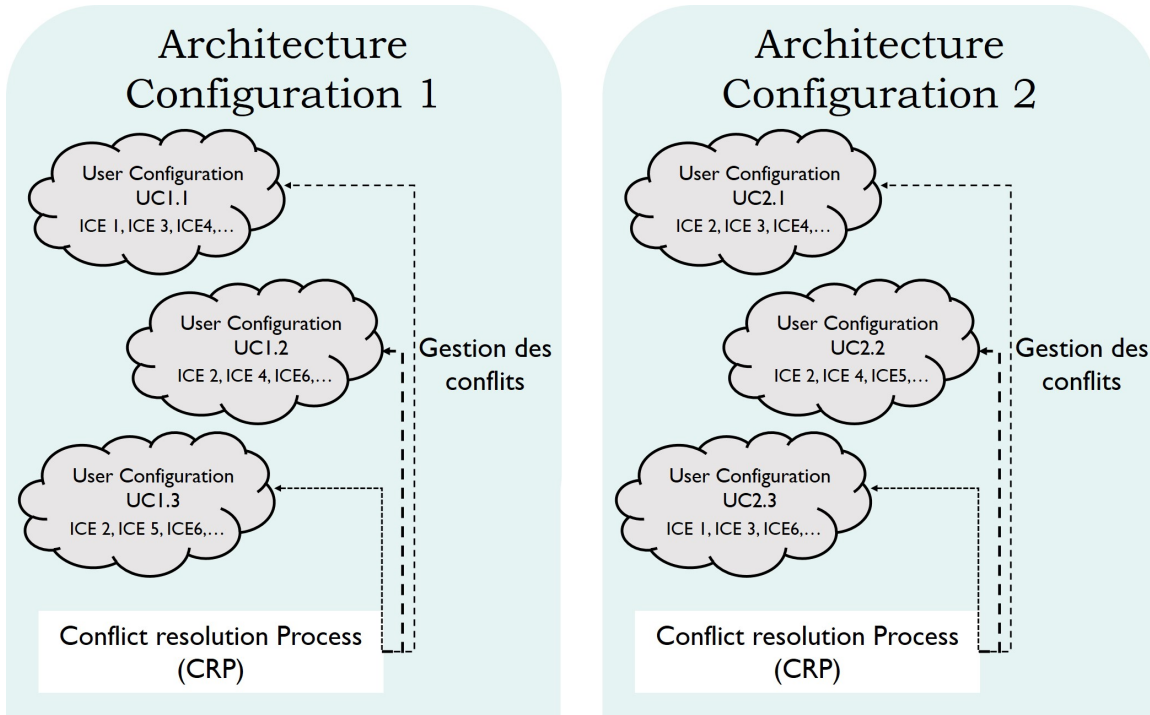 Architecture
Configuration 1
User Configuration
UC1.1
ICE 1, ICE 3, ICE4,...
User Configuration
UC1.2
ICE 2, ICE 4, ICE6,...
Gestion des
conflits
User Configuration
UC1.3
ICE 2, ICE 5, ICE6,...
Conflict resolution Process
(CRP)
Architecture
Configuration 2
User Configuration
UC2.1
ICE 2, ICE 3, ICE4,...
User Configuration
UC2.2
ICE 2, ICE 4, ICE5,...
Gestion des
conflits
User Configuration
UC2.3
ICE 1, ICE 3, ICE6,...
Conflict resolution Process
(CRP)